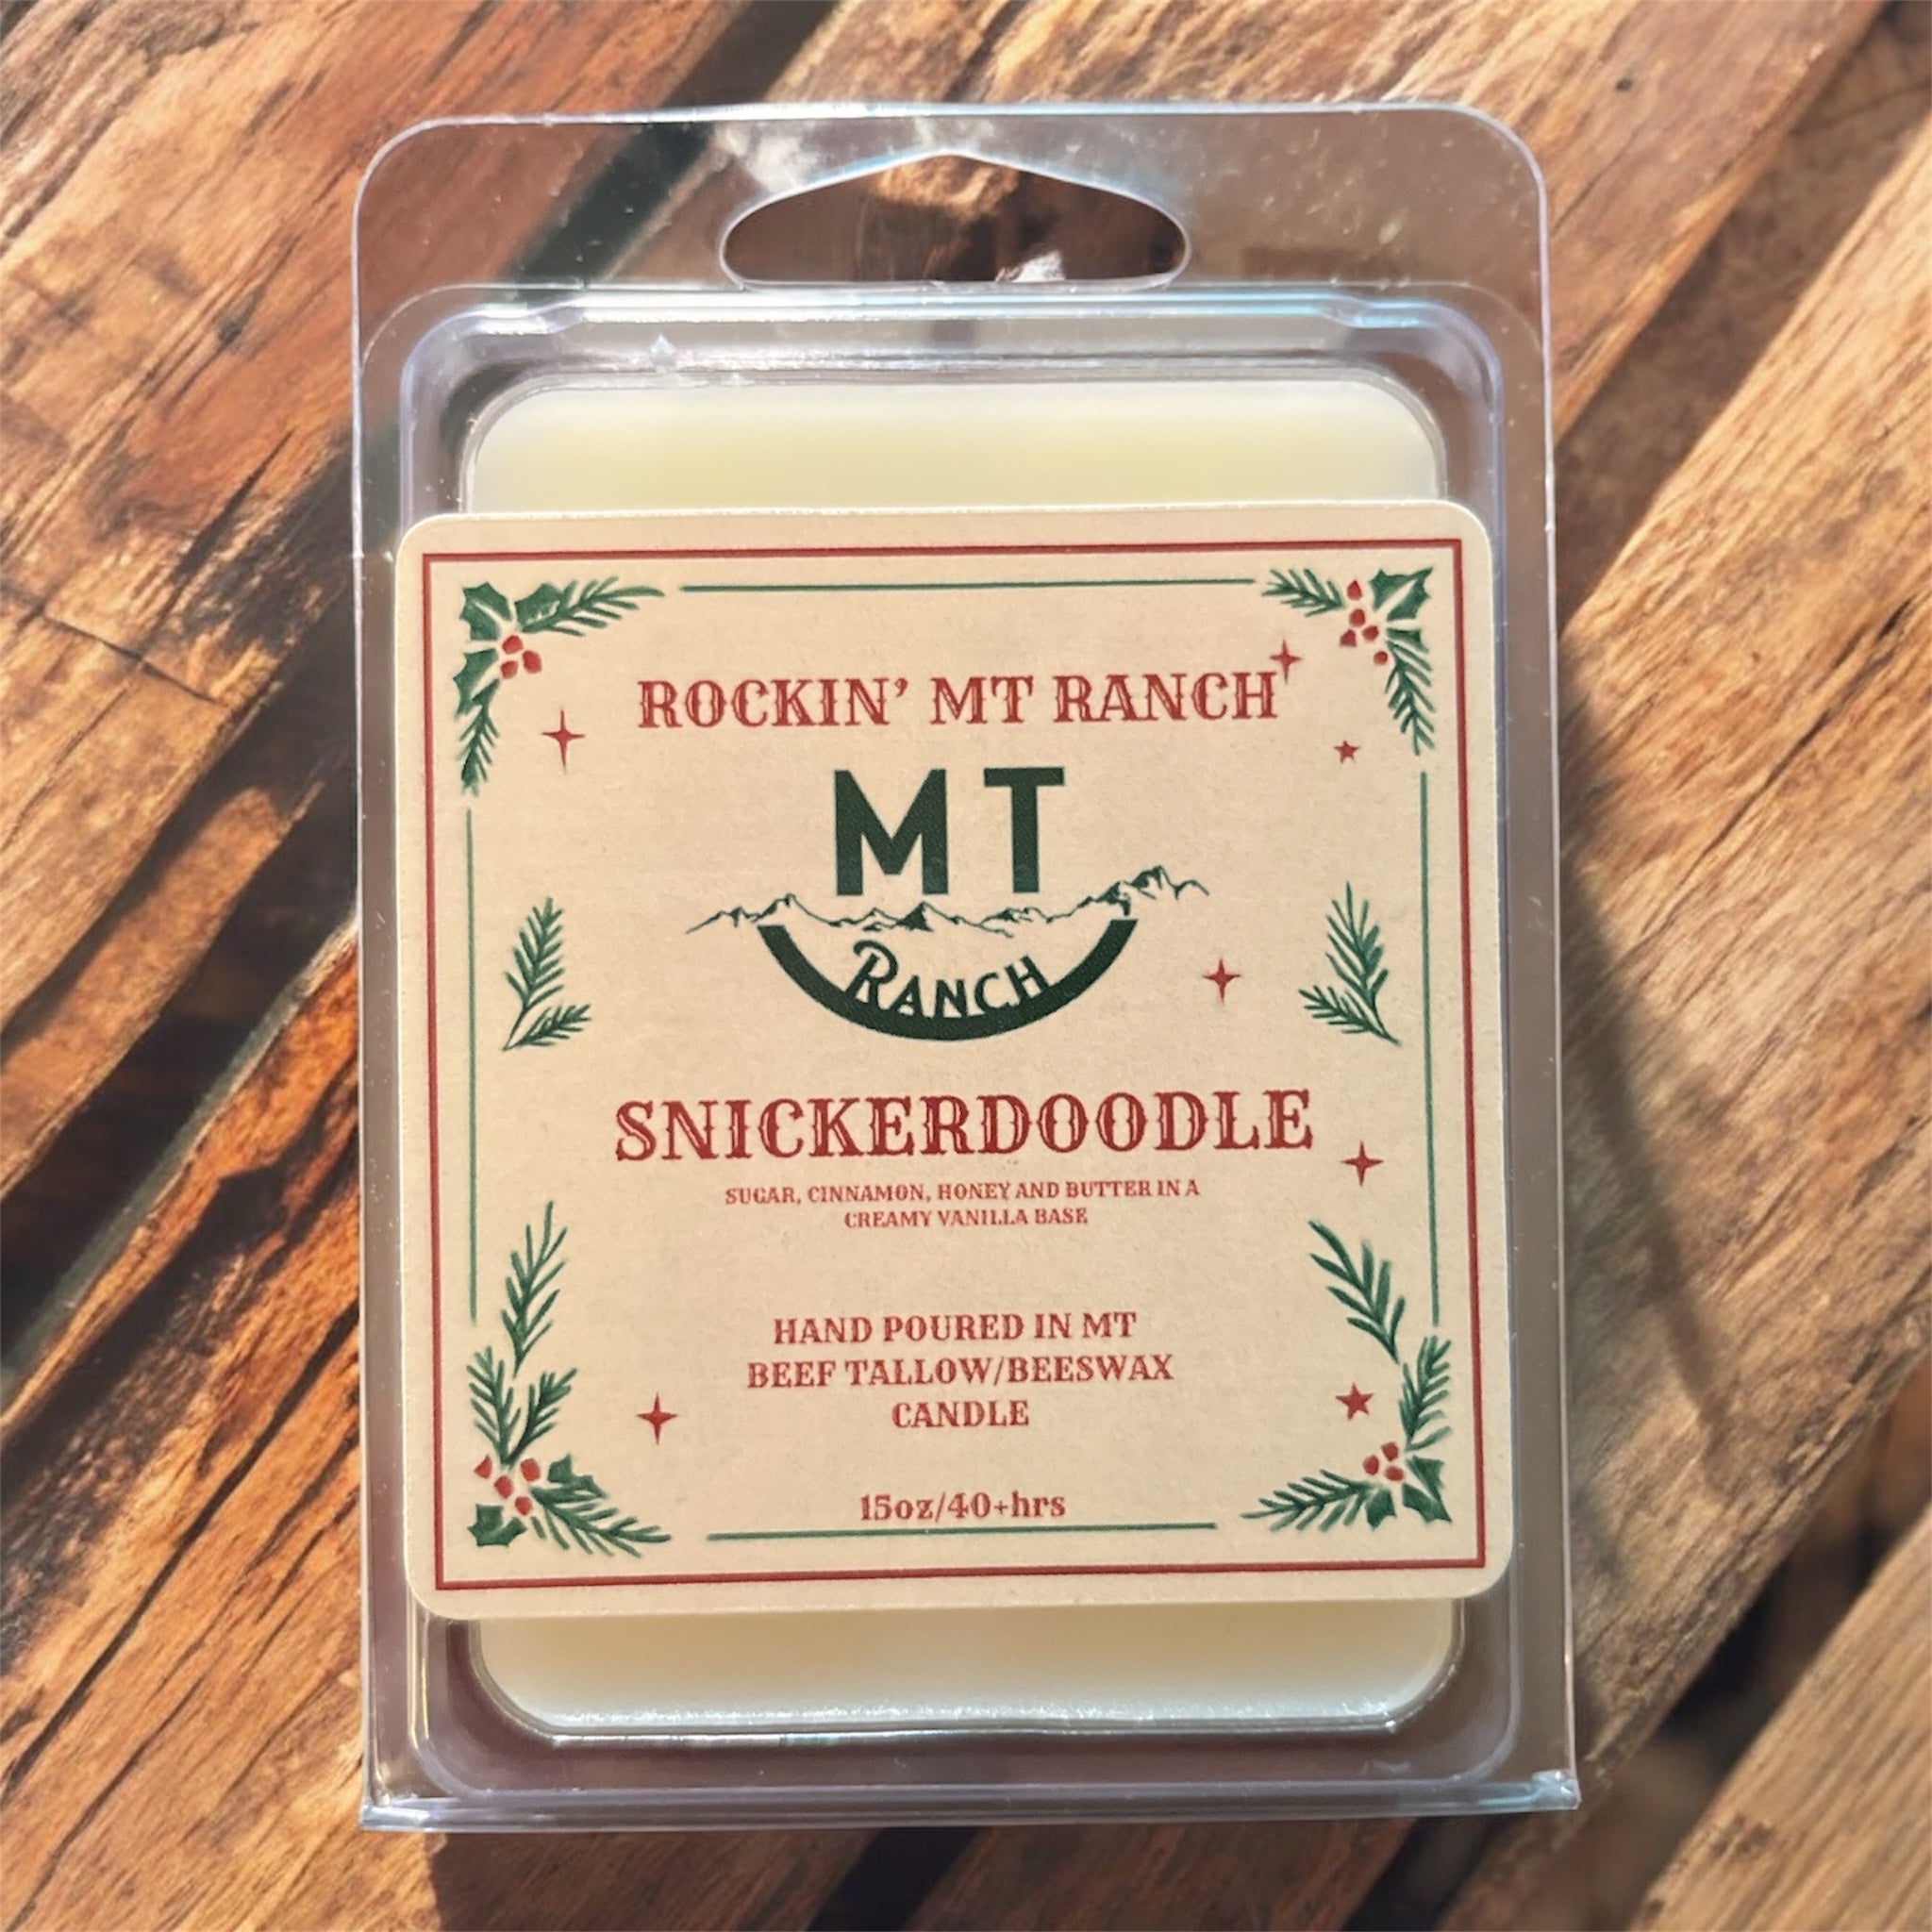 ROCKIN' MT RANCH
MT
RANCH
SNICKERDOODLE
SUGAR, CINNAMON, HONEY AND BUTTER IN A
CREAMY VANILLA BASE
HAND POURED IN MT
BEEF TALLOW/BEESWAX
CANDLE
15oz/40+hrs